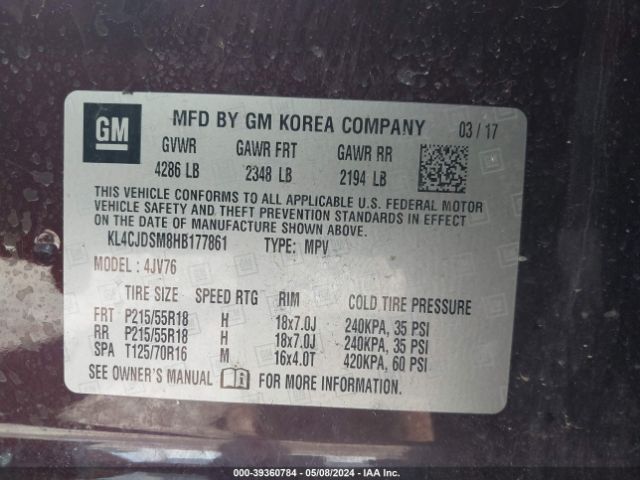 GM
MFD BY GM KOREA COMPANY 03 / 17
GVWR GAWR FRT GAWR RR
4286 LB 2348 LB 2194 LB
THIS VEHICLE CONFORMS TO ALL APPLICABLE U.S. FEDERAL MOTOR
VEHICLE SAFETY AND THEFT PREVENTION STANDARDS IN EFFECT
ON THE DATE OF MANUFACTURE SHOWN ABOVE.
KL4CJDSM8HB177861 TYPE: MPV
MODEL: 4JV76
TIRE SIZE SPEED RTG RIM COLD TIRE PRESSURE
FRT P215/55R18 H 18x7.0J 240KPA, 35 PSI
RR P215/55R18 H 18x7.0J 240KPA, 35 PSI
SPA T125/70R16 M 16x4.0T 420KPA, 60 PSI
SEE OWNER'S MANUAL FOR MORE INFORMATION.
000-39360784 - 05/08/2024 - IAA Inc.